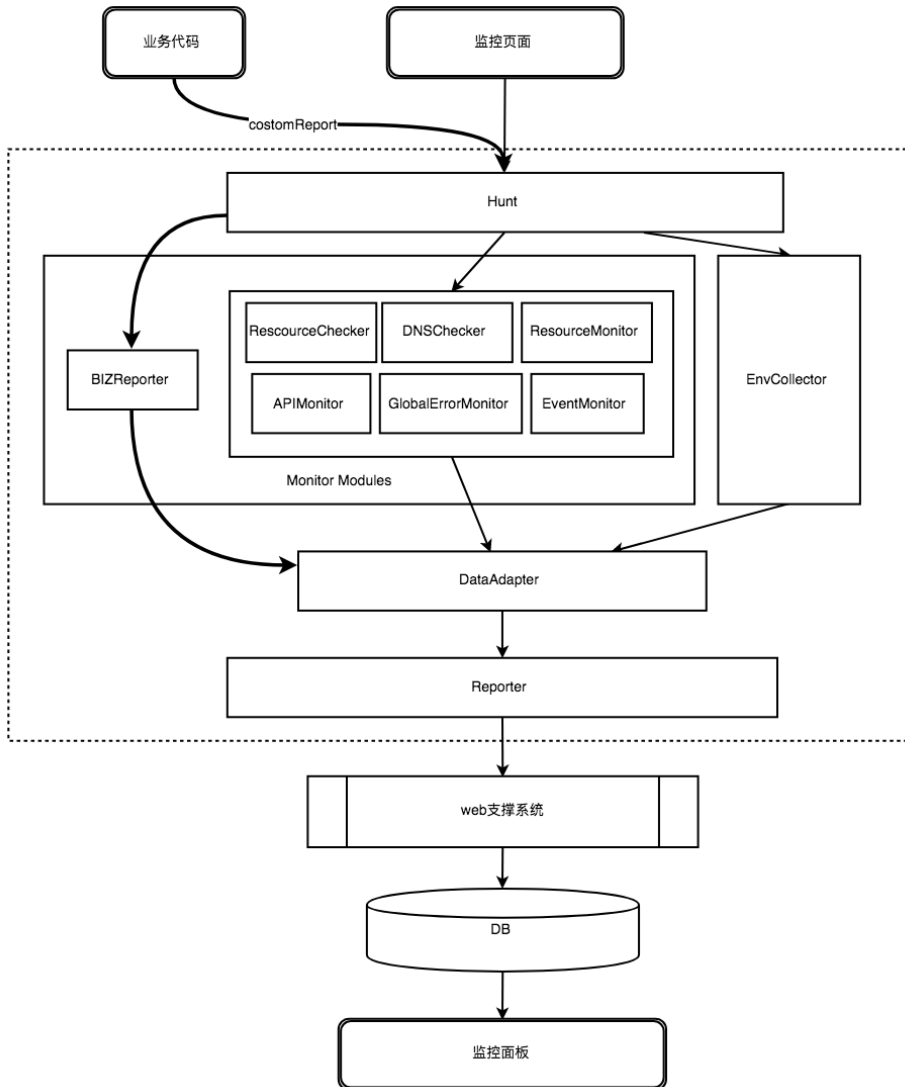 业务代码
监控页面
costomReport
Hunt
RescourceChecker
DNSChecker
ResourceMonitor
BIZReporter
EnvCollector
APIMonitor
GlobalErrorMonitor
EventMonitor
Monitor Modules
DataAdapter
Reporter
web支撑系统
DB
监控面板